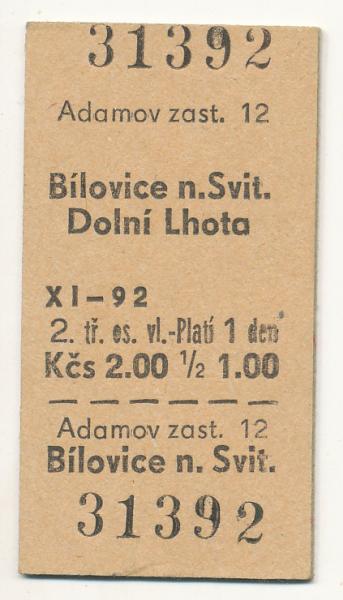 31392
Adamov zast. 12
Bílovice n.Svit.
Dolní Lhota
XI-92
2. tř. os. vl.-Platí 1 den
Kčs 2.00 ½ 1.00
Adamov zast. 12
Bílovice n. Svit.
31392